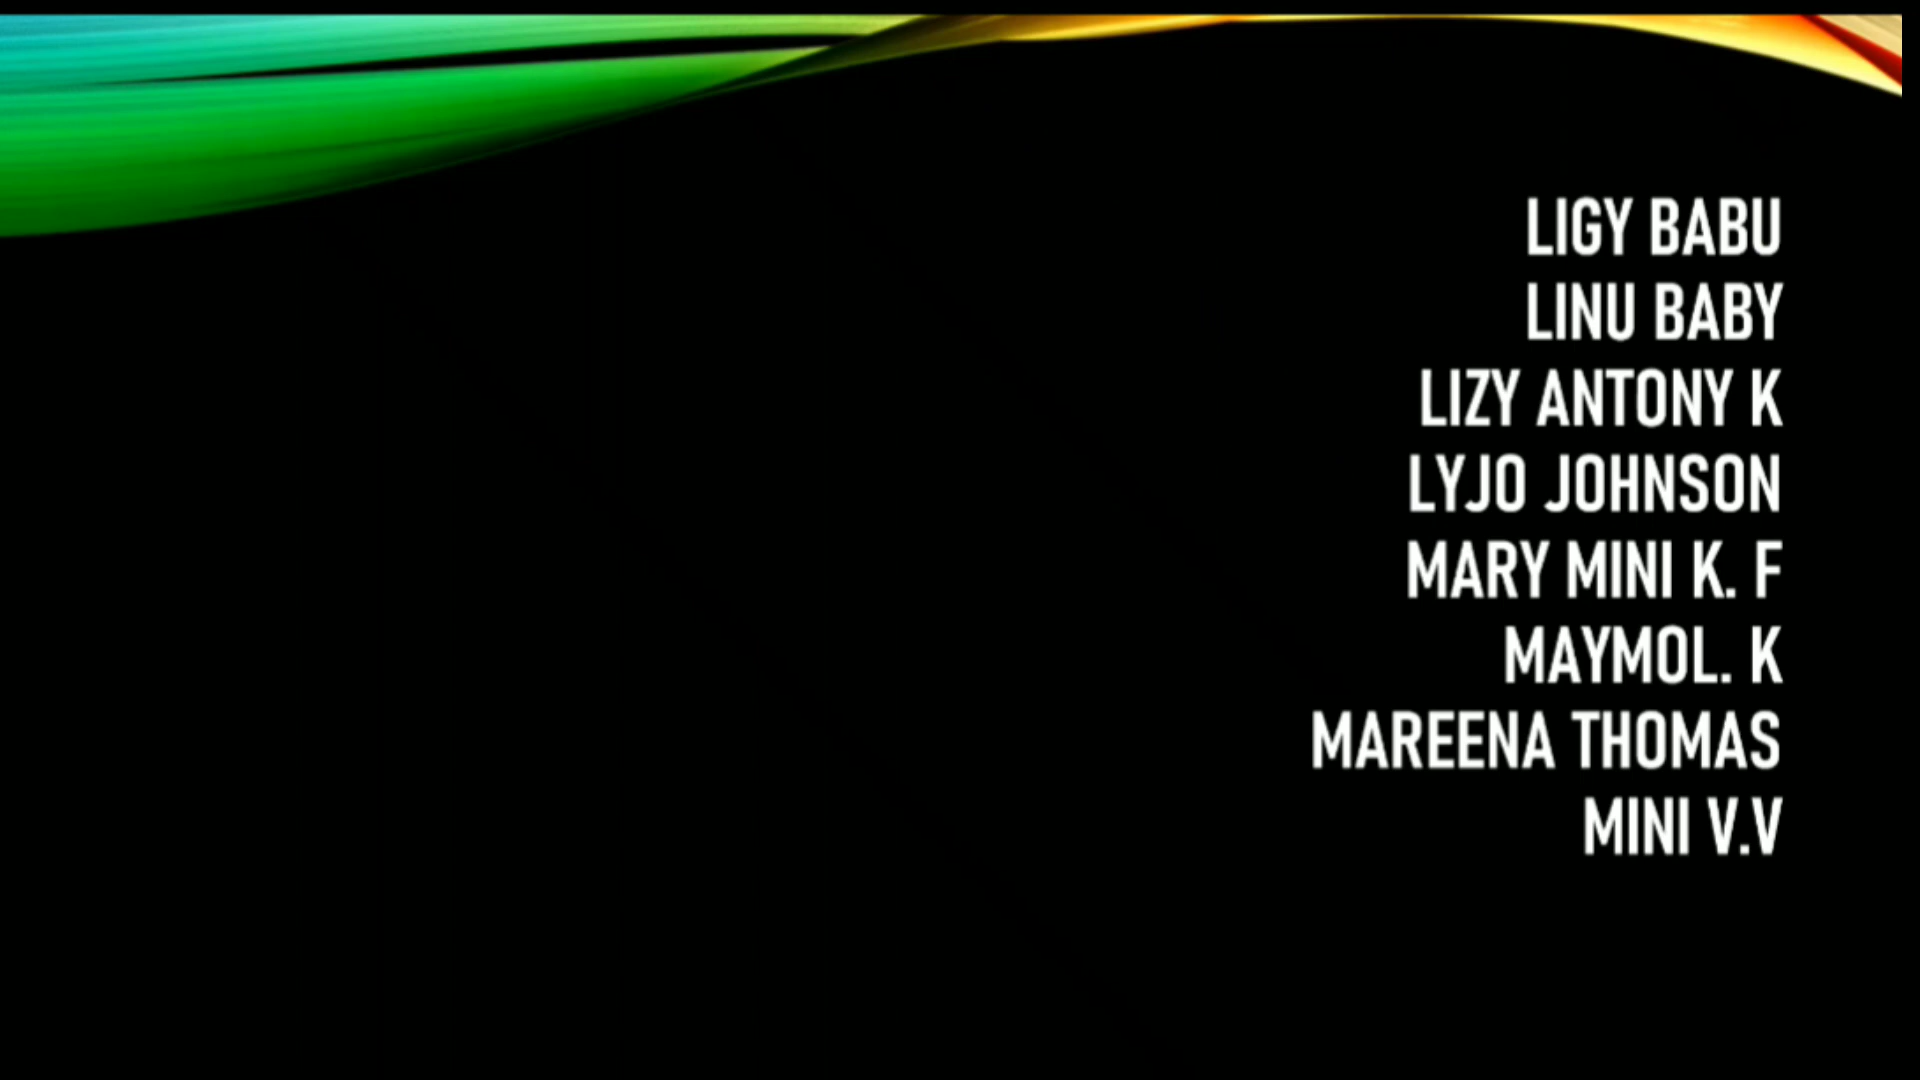 LIGY BABU
LINU BABY
LIZY ANTONY K
LYJO JOHNSON
MARY MINI K. F
MAYMOL. K
MAREENA THOMAS
MINI V.V